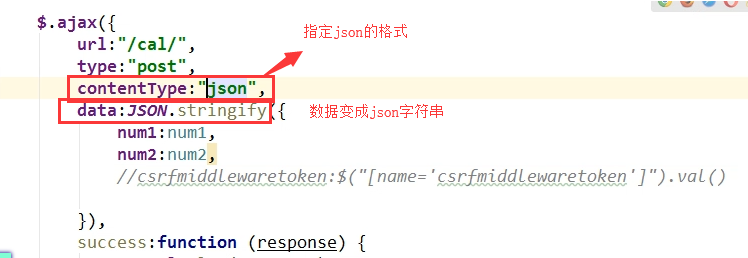 $.ajax({
指定json的格式
url:"/cal/",
type:"post",
contentType:"json",
data:JSON.stringify({
数据变成json字符串
num1:num1,
num2:num2,
//csrfmiddlewaretoken:$("[name='csrfmiddlewaretoken']").val()
}),
success:function (response) {